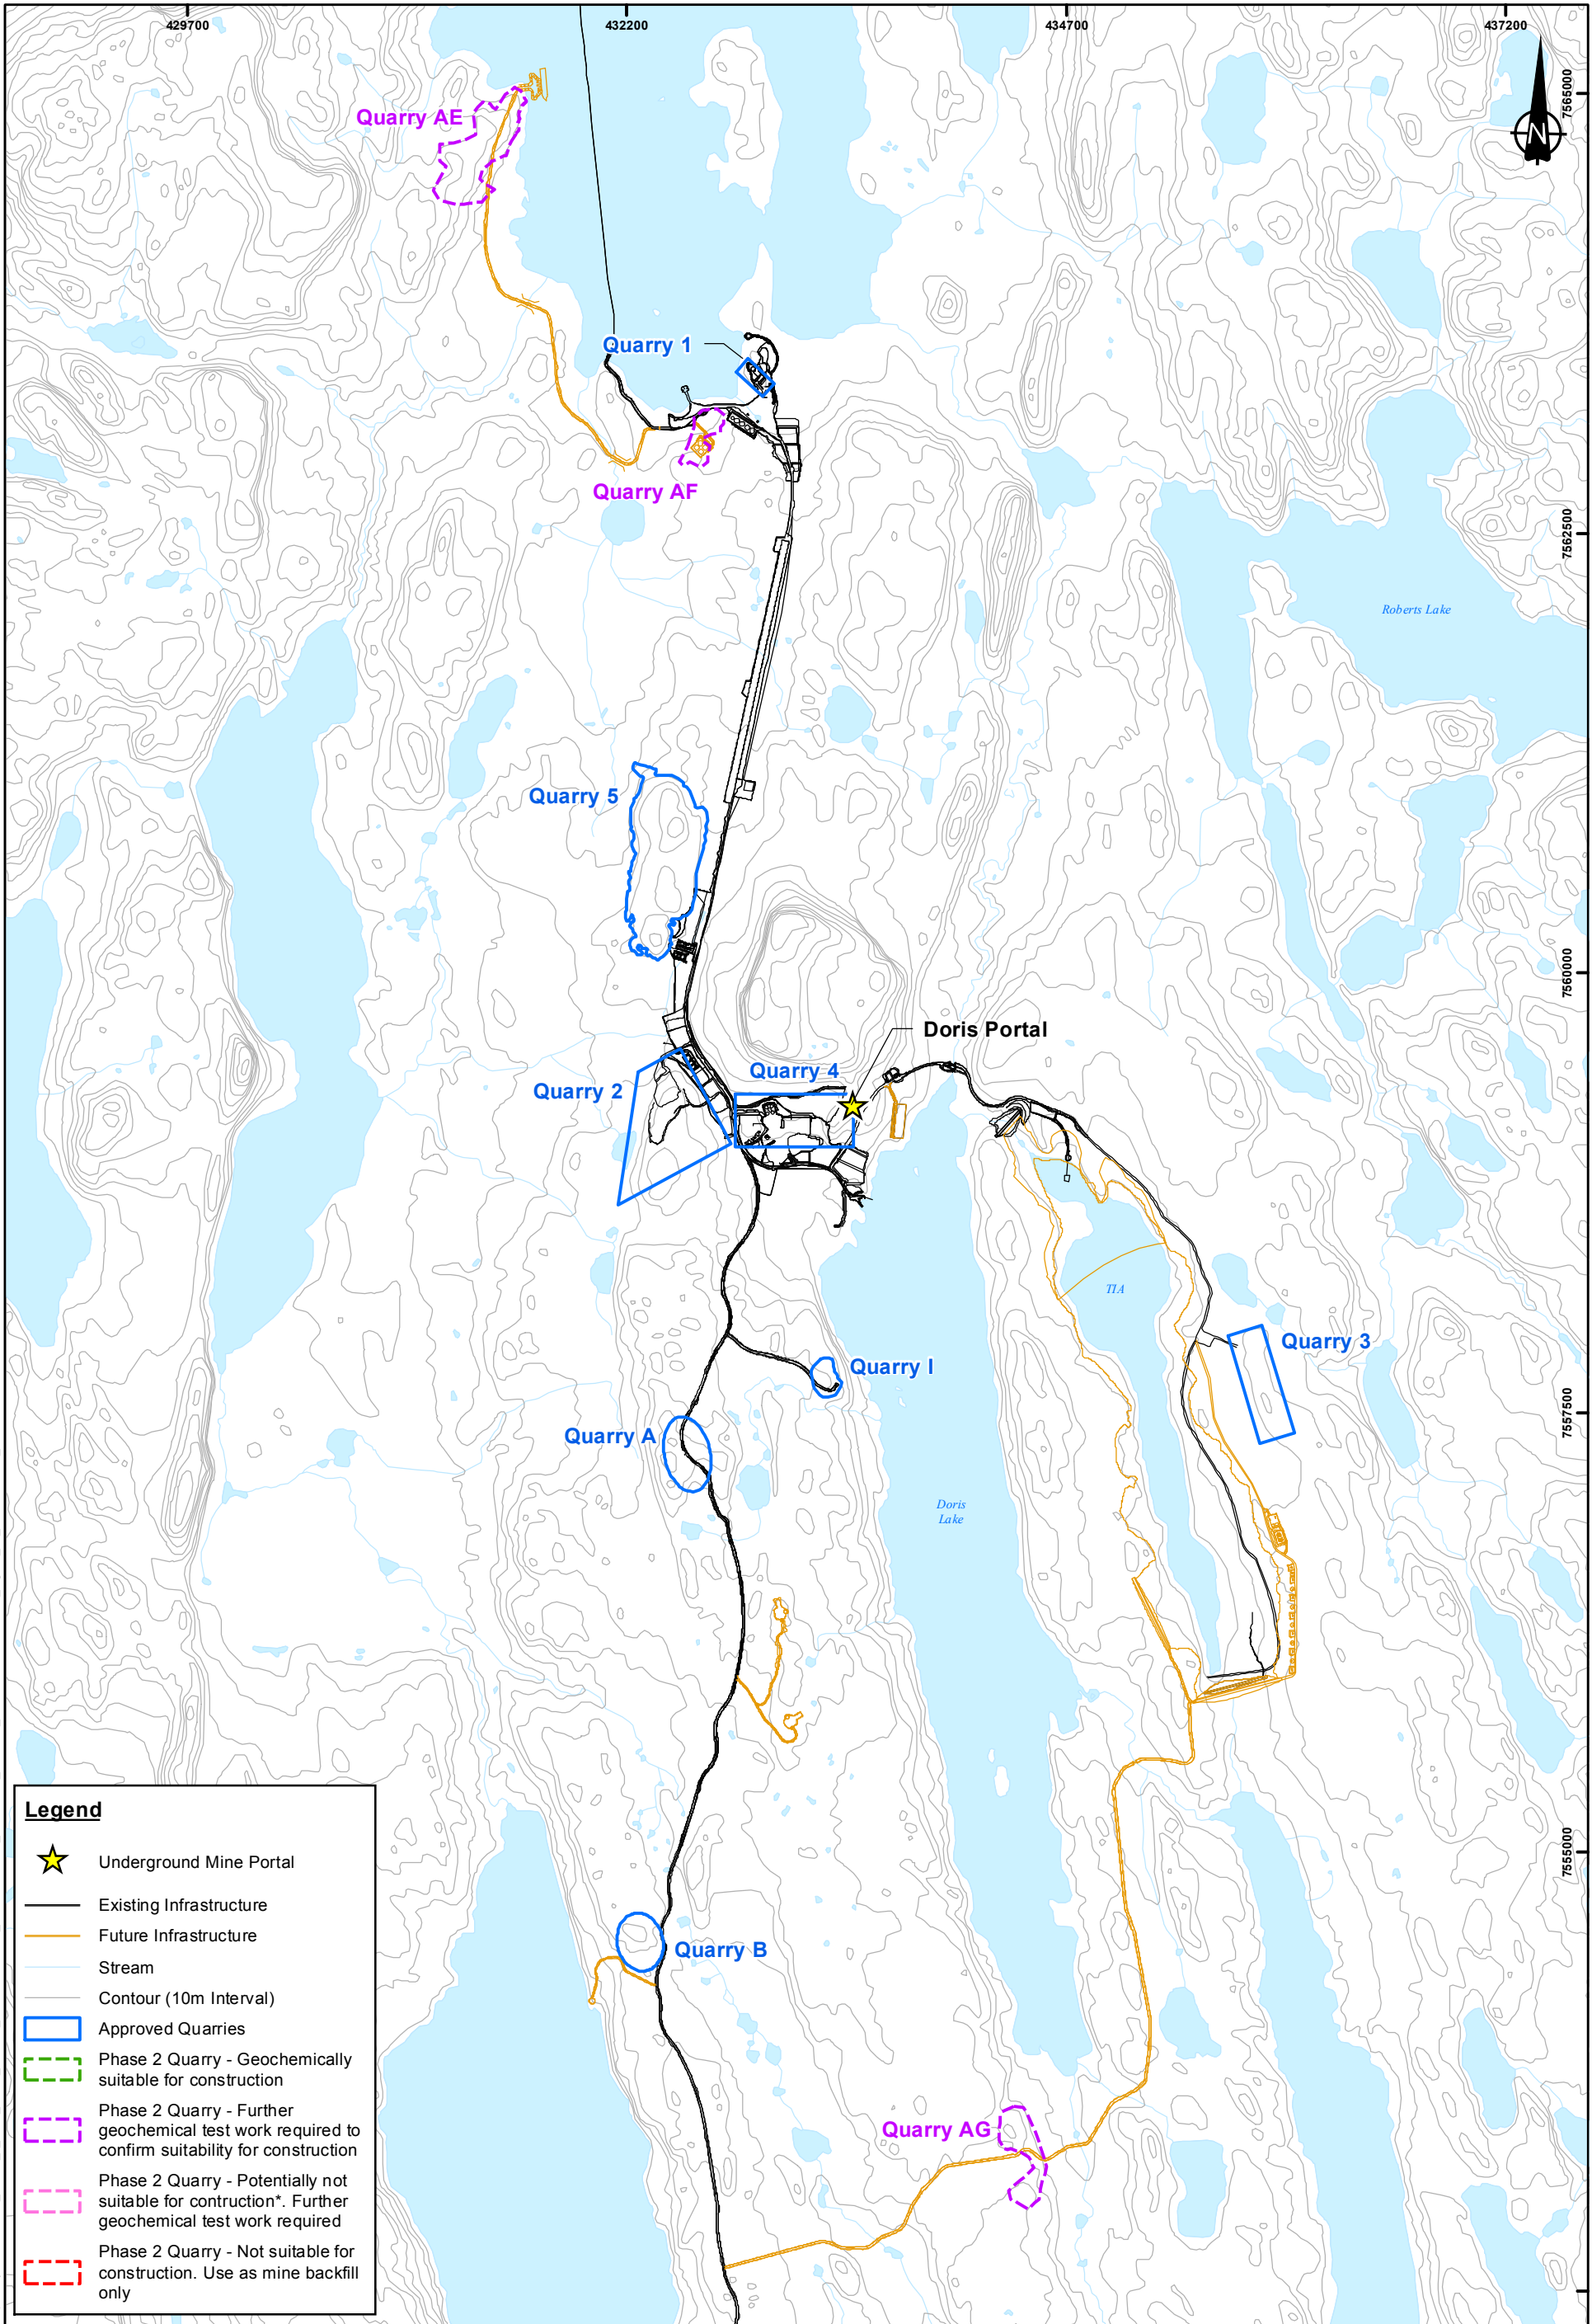 429700
432200
434700
437200
7565000
N
Quarry AE
Quarry 1
Quarry AF
7562500
Roberts Lake
Quarry 5
7560000
Doris Portal
Quarry 4
Quarry 2
TIA
Quarry 3
Quarry I
7557500
Quarry A
Doris
Lake
7555000
Quarry B
Quarry AG
Legend
Underground Mine Portal
Existing Infrastructure
Future Infrastructure
Stream
Contour (10m Interval)
Approved Quarries
Phase 2 Quarry - Geochemically
suitable for construction
Phase 2 Quarry - Further
geochemical test work required to
confirm suitability for construction
Phase 2 Quarry - Potentially not
suitable for contruction*. Further
geochemical test work required
Phase 2 Quarry - Not suitable for
construction. Use as mine backfill
only